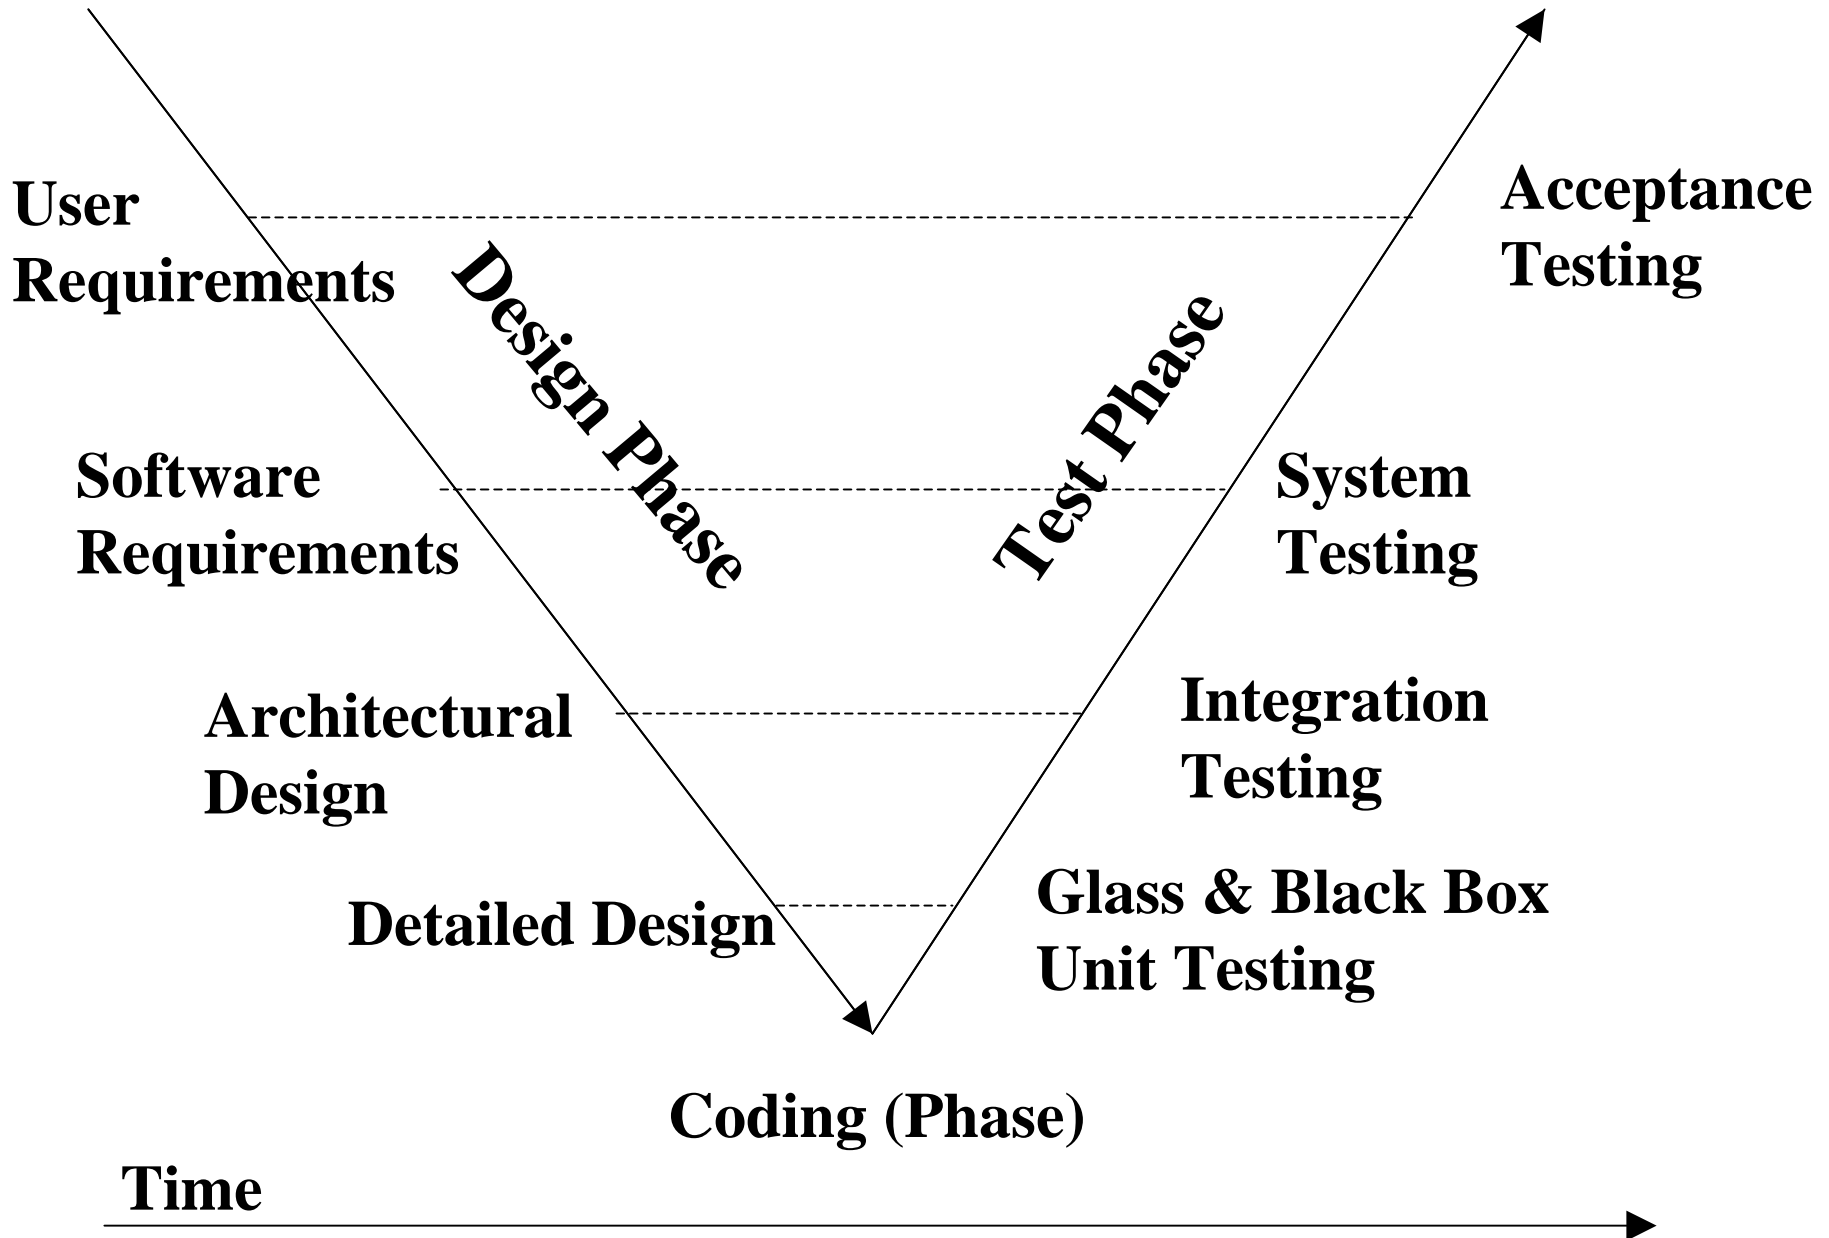 User
Requirements
Acceptance
Testing
Design Phase
Test Phase
Software
Requirements
System
Testing
Architectural
Design
Integration
Testing
Detailed Design
Glass & Black Box
Unit Testing
Coding (Phase)
Time